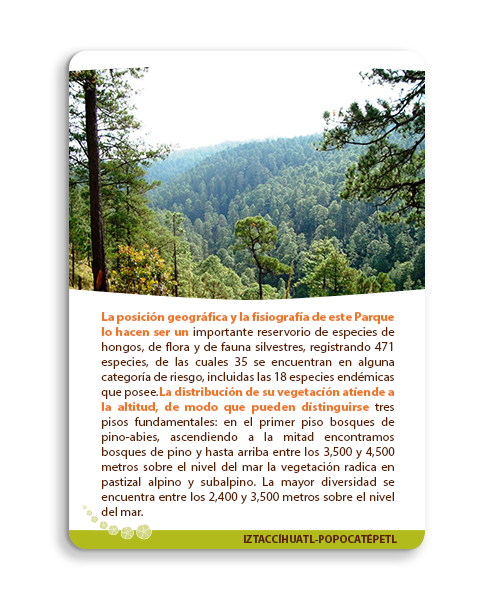 La posición geográfica y la fisiografía de este Parque
lo hacen ser un importante reservorio de especies de
hongos, de flora y de fauna silvestres, registrando 471
especies, de las cuales 35 se encuentran en alguna
categoría de riesgo, incluidas las 18 especies endémicas
que posee.La distribución de su vegetación atiende a
la altitud, de modo que pueden distinguirse tres
pisos fundamentales: en el primer piso bosques de
pino-abies, ascendiendo a la mitad encontramos
bosques de pino y hasta arriba entre los 3,500 y 4,500
metros sobre el nivel del mar la vegetación radica en
pastizal alpino y subalpino. La mayor diversidad se
encuentra entre los 2,400 y 3,500 metros sobre el nivel
del mar.
IZTACCÍHUATL-POPOCATÉPETL